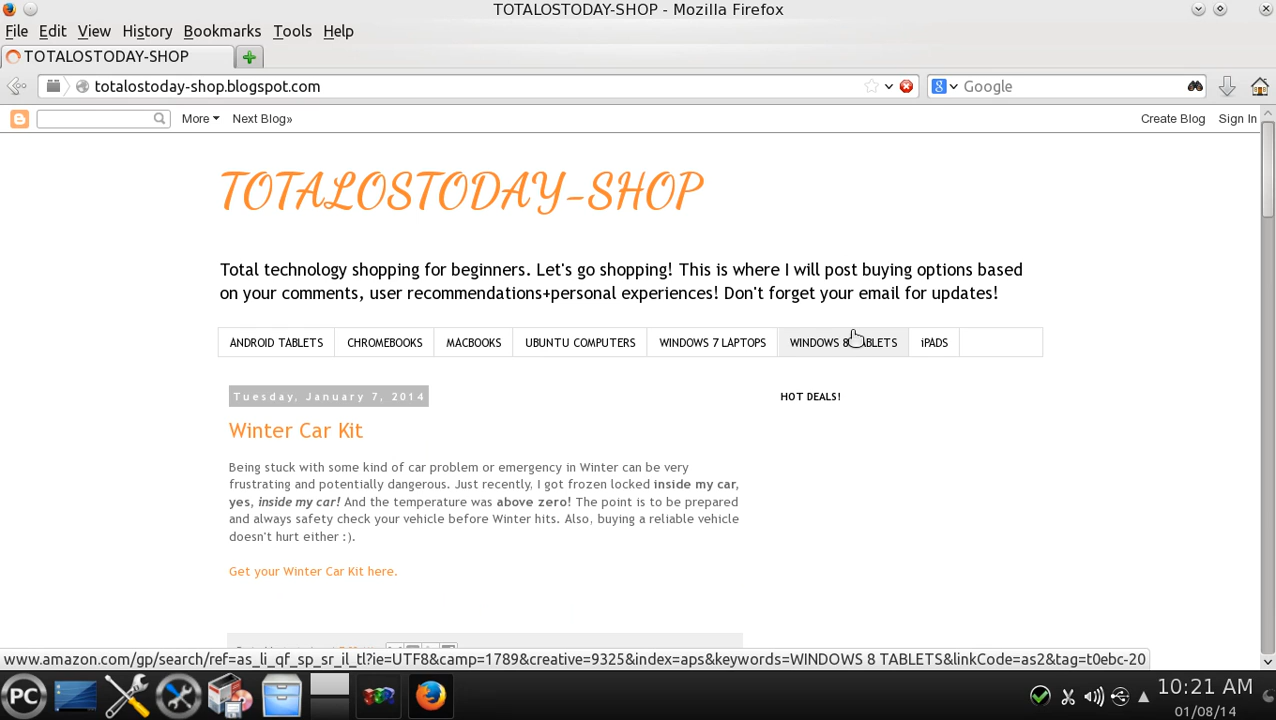 TOTALOSTODAY-SHOP - Mozilla Firefox
File Edit View History Bookmarks Tools Help
TOTALOSTODAY-SHOP
totalostoday-shop.blogspot.com
Google
More Next Blog» Create Blog Sign In
TOTALOSTODAY-SHOP
Total technology shopping for beginners. Let's go shopping! This is where I will post buying options based
on your comments, user recommendations+personal experiences! Don't forget your email for updates!
ANDROID TABLETS CHROMEBOOKS MACBOOKS UBUNTU COMPUTERS WINDOWS 7 LAPTOPS WINDOWS 8 TABLETS iPADS
Tuesday, January 7, 2014
HOT DEALS!
Winter Car Kit
Being stuck with some kind of car problem or emergency in Winter can be very
frustrating and potentially dangerous. Just recently, I got frozen locked inside my car,
yes, inside my car! And the temperature was above zero! The point is to be prepared
and always safety check your vehicle before Winter hits. Also, buying a reliable vehicle
doesn't hurt either :).
Get your Winter Car Kit here.
www.amazon.com/gp/search/ref=as_li_qf_sp_sr_il_tl?ie=UTF8&camp=1789&creative=9325&index=aps&keywords=WINDOWS 8 TABLETS&linkCode=as2&tag=t0ebc-20
PC
10:21 AM
01/08/14